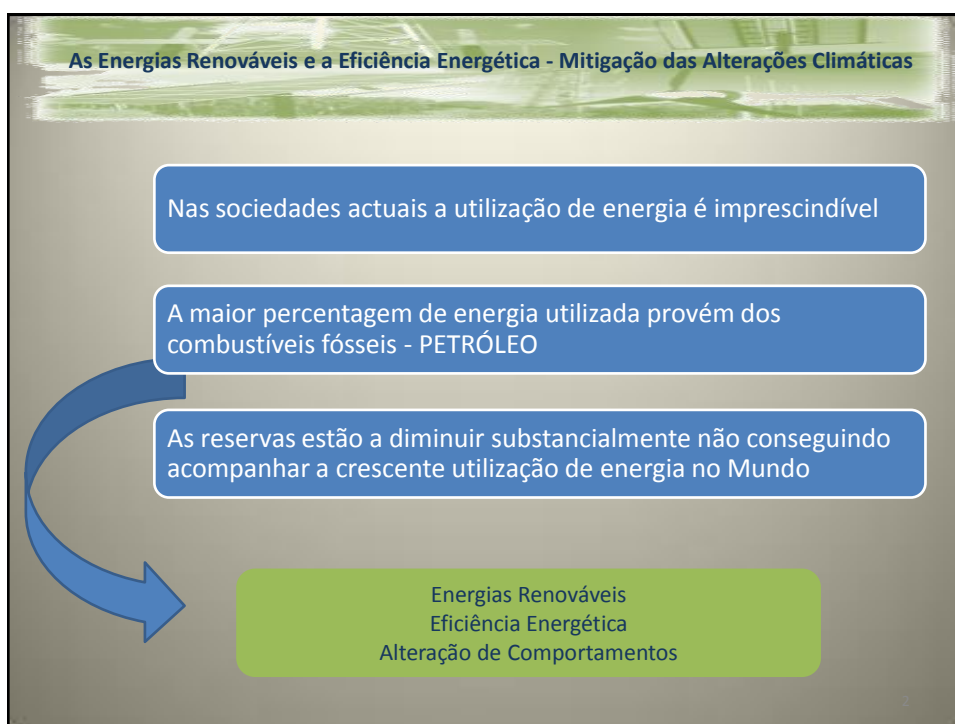 As Energias Renováveis e a Eficiência Energética - Mitigação das Alterações Climáticas
Nas sociedades actuais a utilização de energia é imprescindível
A maior percentagem de energia utilizada provém dos
combustíveis fósseis - PETRÓLEO
As reservas estão a diminuir substancialmente não conseguindo
acompanhar a crescente utilização de energia no Mundo
Energias Renováveis
Eficiência Energética
Alteração de Comportamentos
2